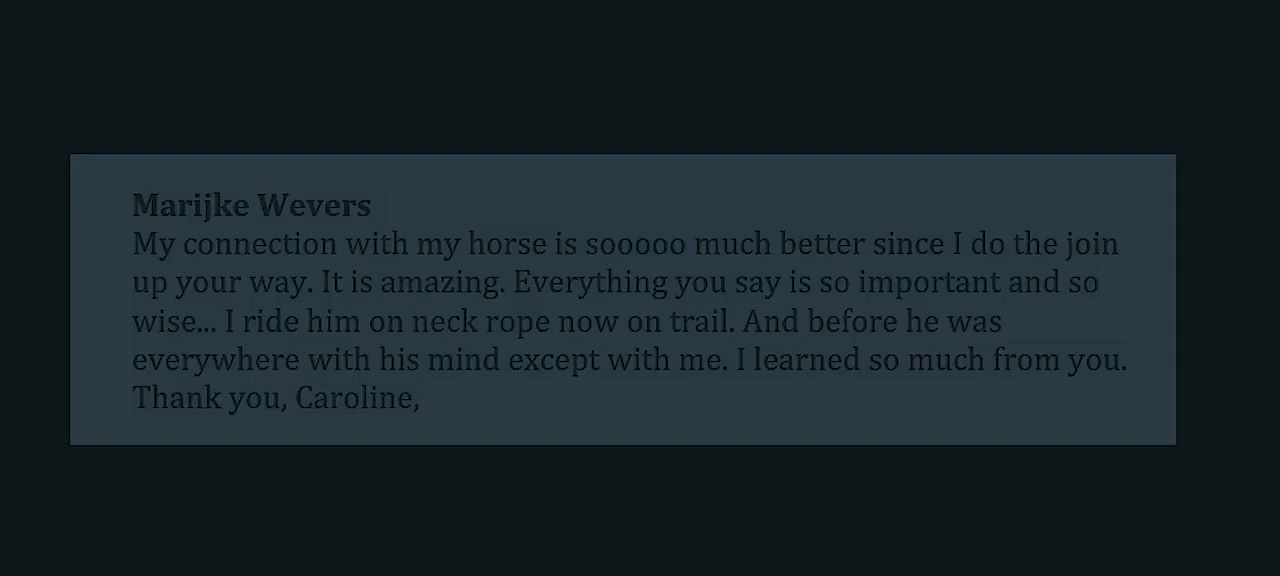 Marijke Wevers
My connection with my horse is sooooo much better since I do the join
up your way. It is amazing. Everything you say is so important and so
wise... I ride him on neck rope now on trail. And before he was
everywhere with his mind except with me. I learned so much from you.
Thank you, Caroline,